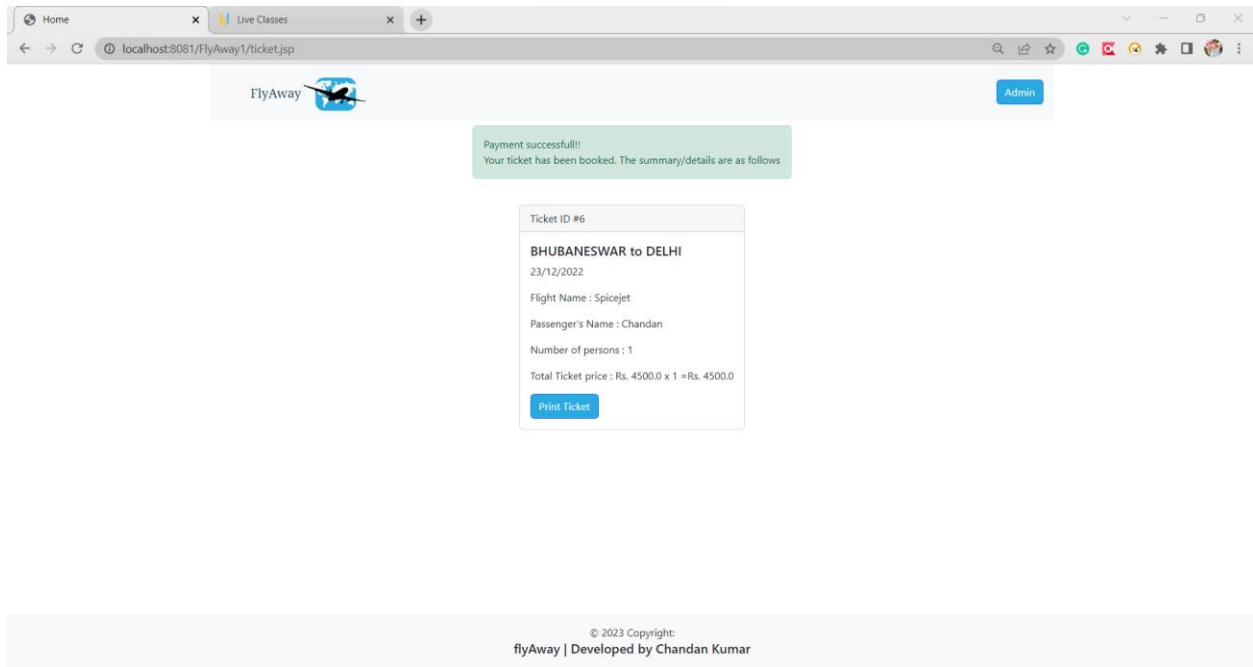 Home
Live Classes
localhost:8081/FlyAway1/ticket.jsp
FlyAway
Admin
Payment successfull!!
Your ticket has been booked. The summary/details are as follows
Ticket ID #6
BHUBANESWAR to DELHI
23/12/2022
Flight Name : Spicejet
Passenger's Name : Chandan
Number of persons : 1
Total Ticket price : Rs. 4500.0 x 1 =Rs. 4500.0
Print Ticket
© 2023 Copyright:
flyAway | Developed by Chandan Kumar